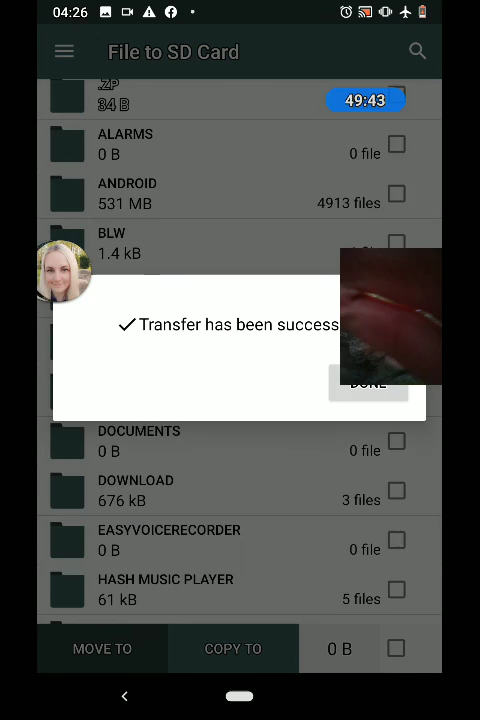 04:26
File to SD Card
.ZP
34 B
49:43
ALARMS
0 B
0 file
ANDROID
531 MB
4913 files
BLW
1.4 kB
Transfer has been success
DONE
DOCUMENTS
0 B
0 file
DOWNLOAD
676 kB
3 files
EASYVOICERECORDER
0 B
0 file
HASH MUSIC PLAYER
61 kB
5 files
MOVE TO
COPY TO
0 B